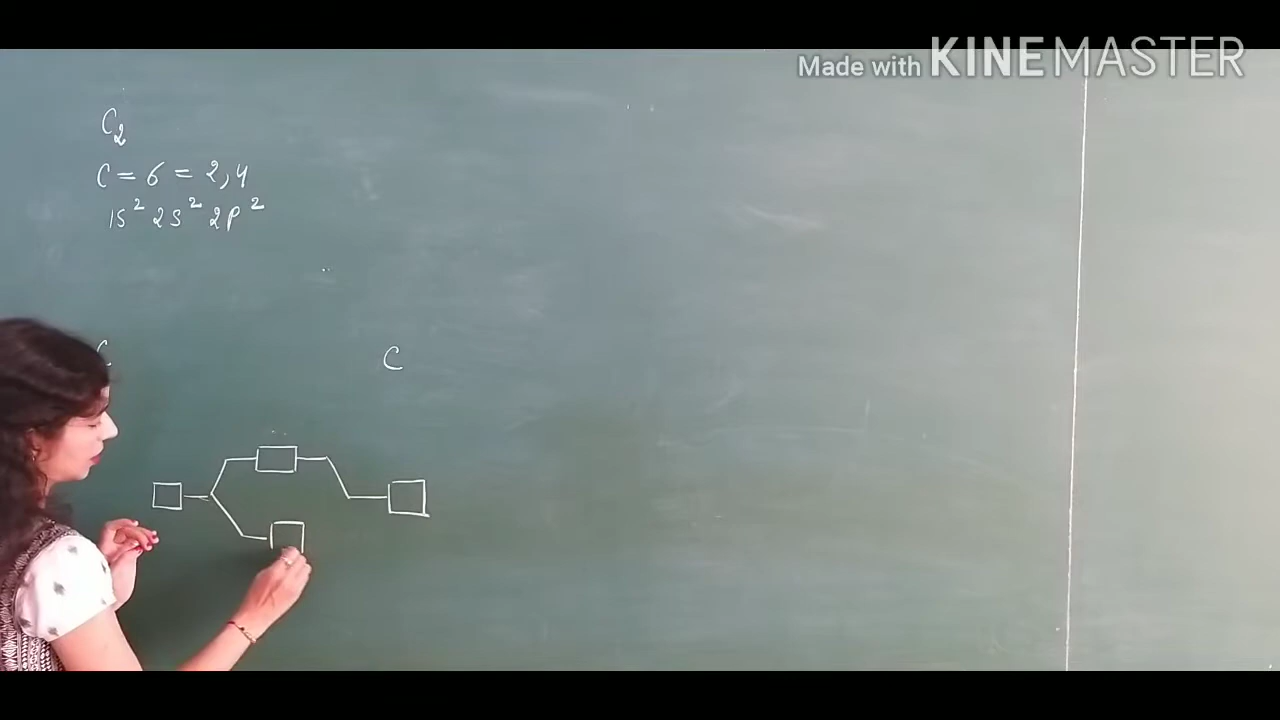 Made with KINEMASTER
C₂
C = 6 = 2,4
1S² 2S² 2P²
C C